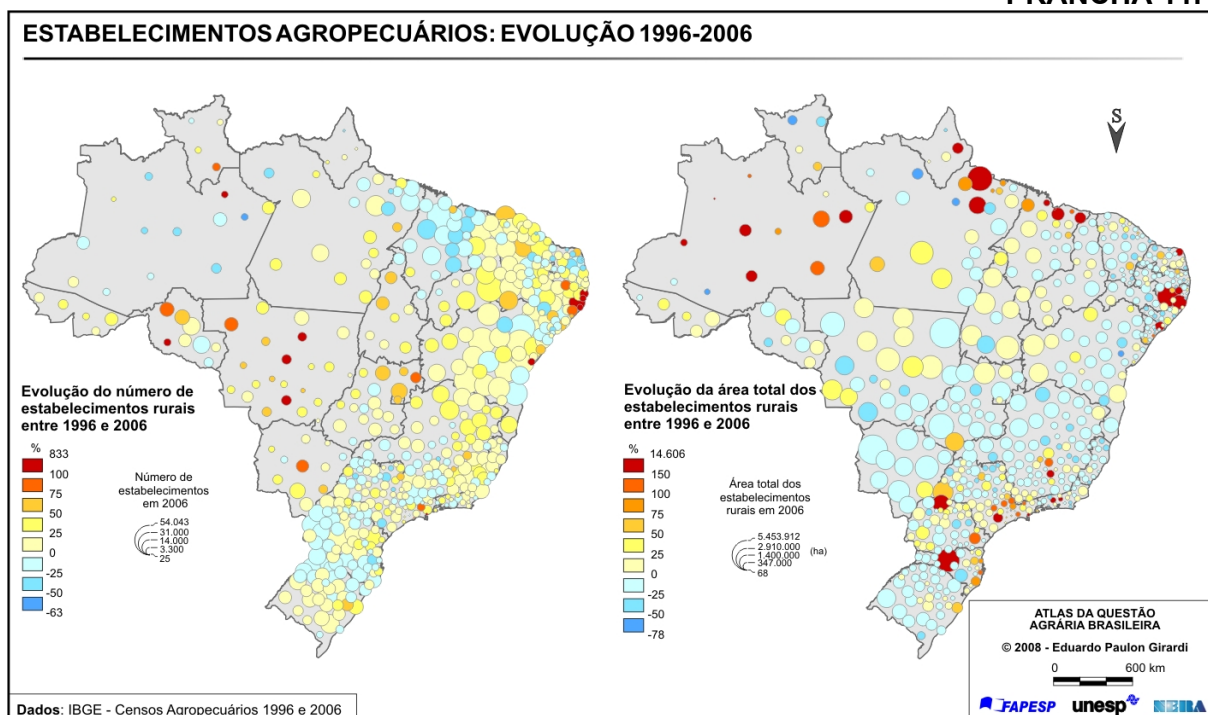 ESTABELECIMENTOS AGROPECUÁRIOS: EVOLUÇÃO 1996-2006
S
Evolução do número de
estabelecimentos rurais
entre 1996 e 2006
%
833
100
75
50
25
0
-25
-50
-63
Número de
estabelecimentos
em 2006
54.043
31.000
14.000
3.300
25
Evolução da área total dos
estabelecimentos rurais
entre 1996 e 2006
%
14.606
150
100
75
50
25
0
-25
-50
-78
Área total dos
estabelecimentos
rurais em 2006
5.453.912
2.910.000
1.400.000 (ha)
347.000
68
ATLAS DA QUESTÃO
AGRÁRIA BRASILEIRA
© 2008 - Eduardo Paulon Girardi
0 600 km
FAPESP unesp NERA
Dados: IBGE - Censos Agropecuários 1996 e 2006